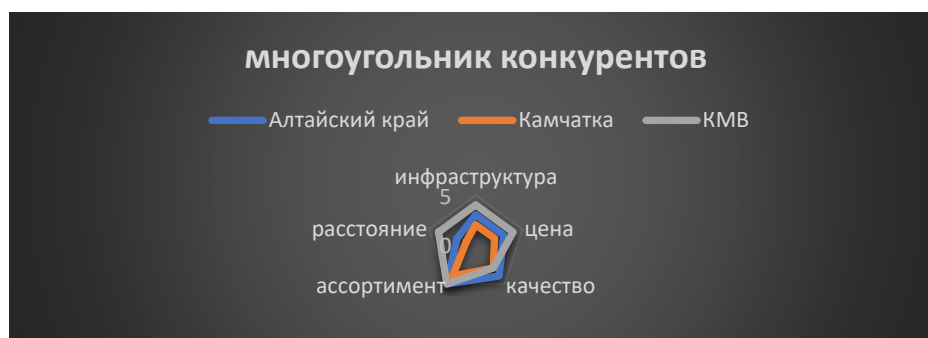 многоугольник конкурентов
Алтайский край Камчатка КМВ
инфраструктура
5
расстояние 0 цена
ассортимент качество